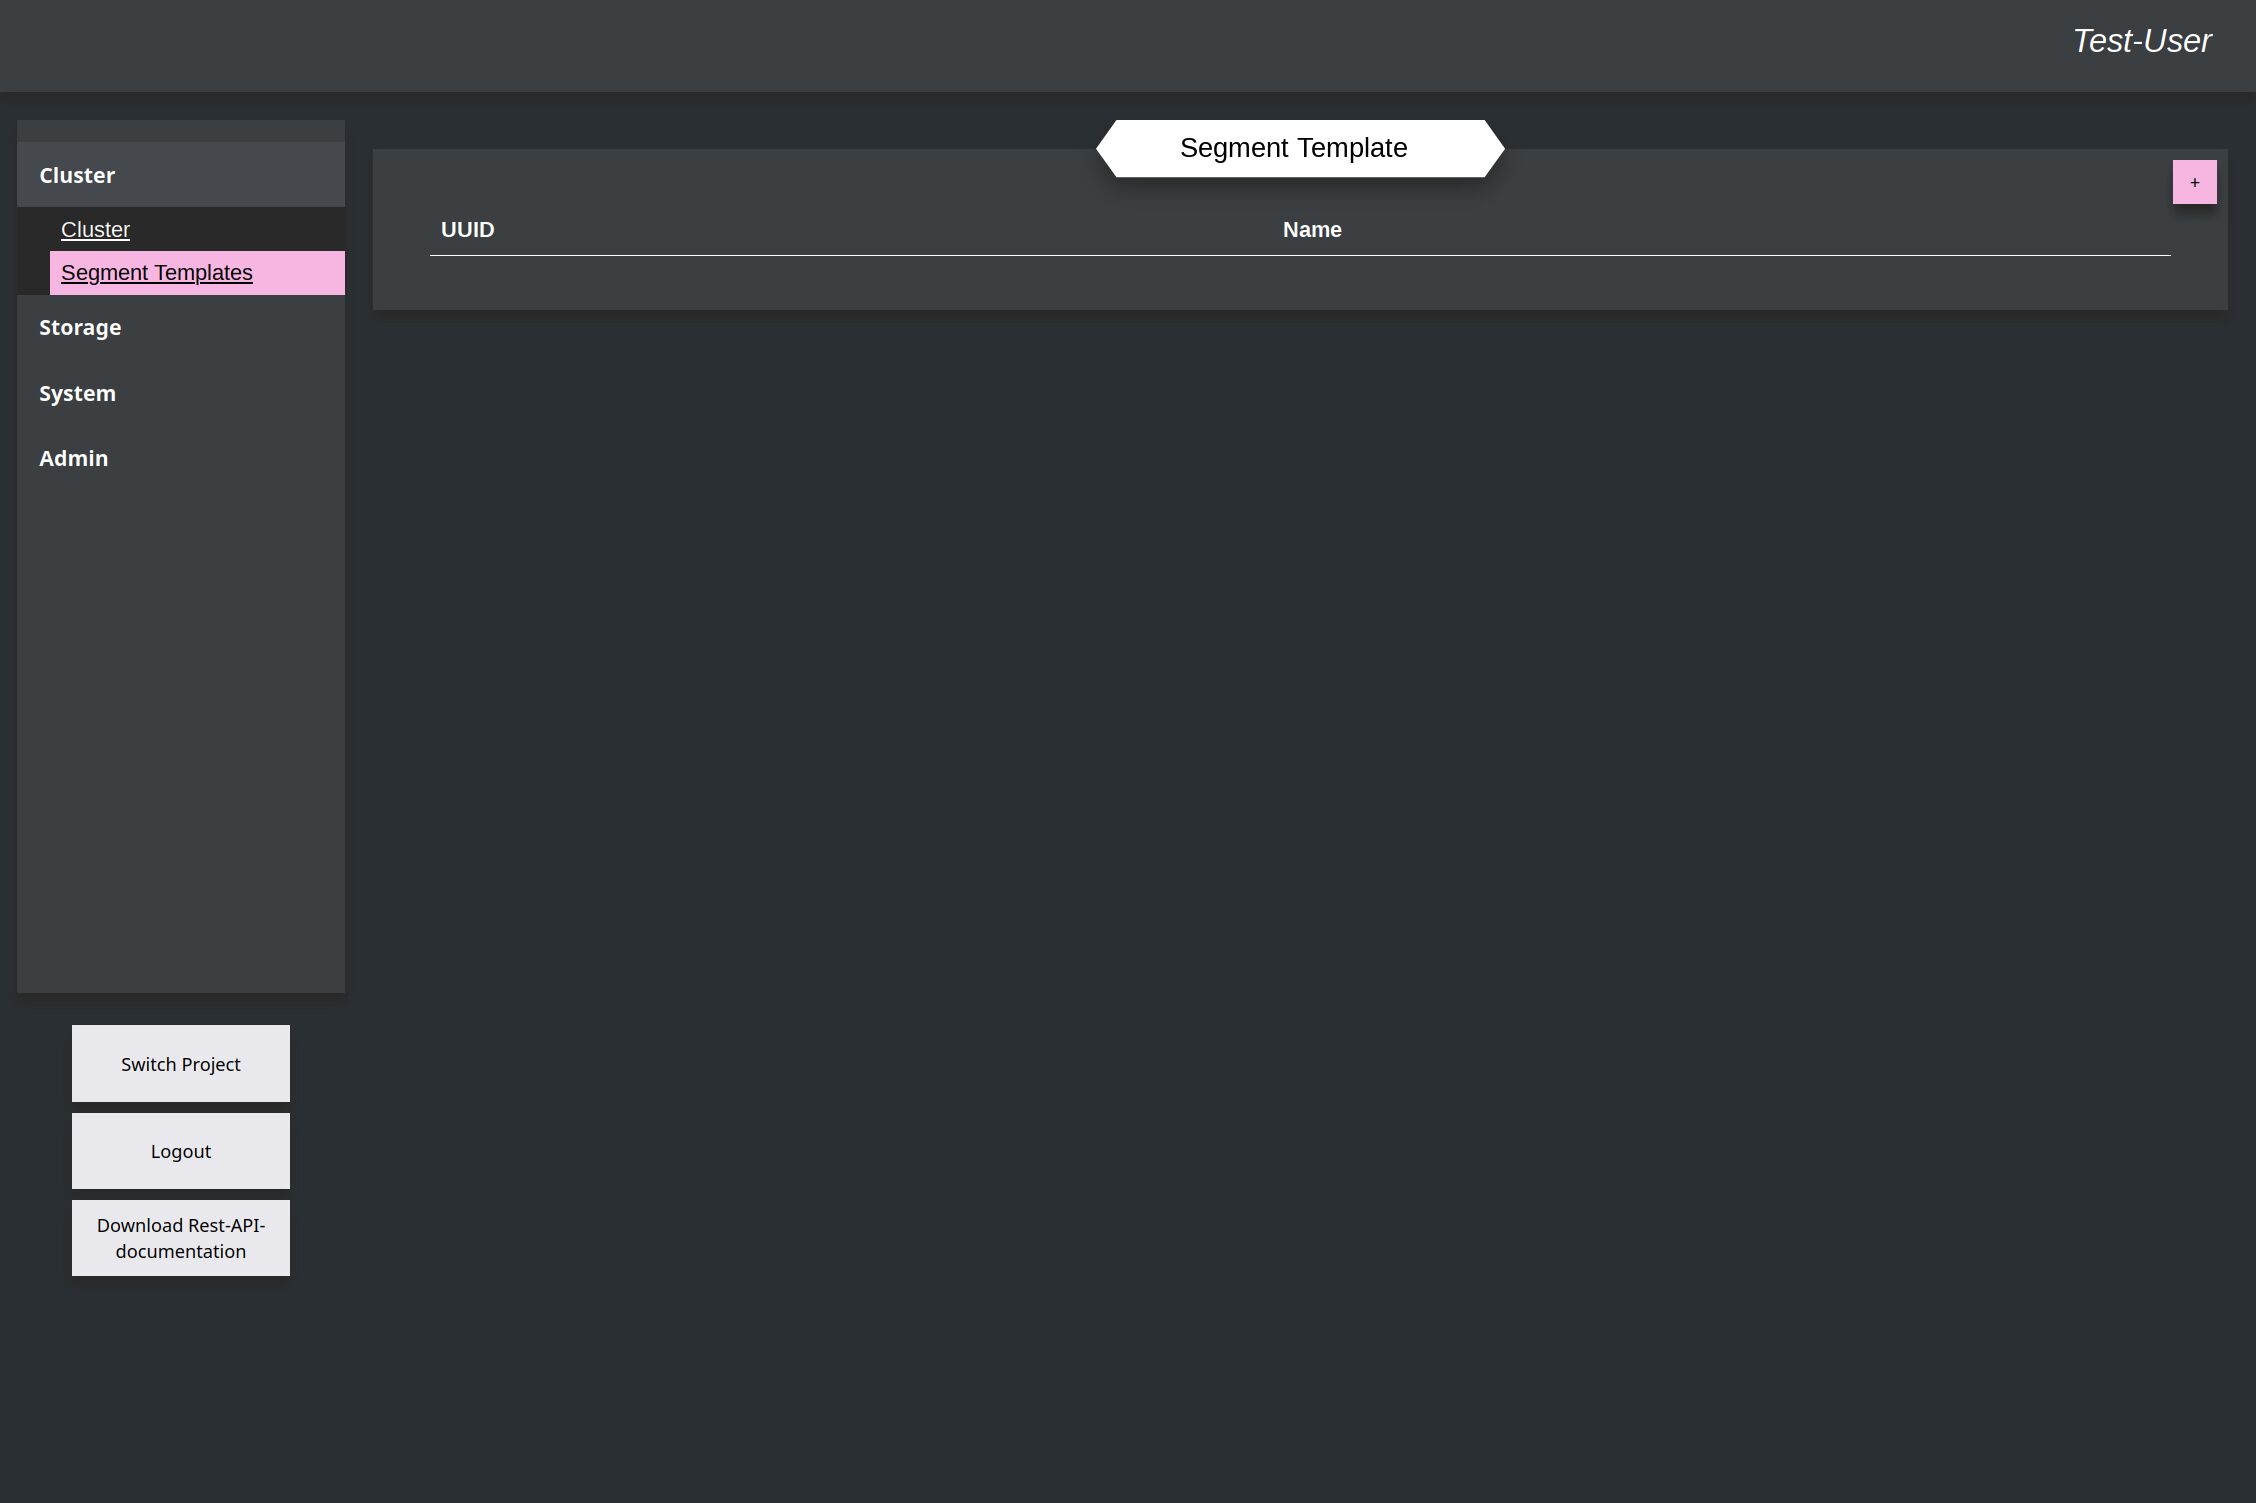 Test-User
Cluster
Cluster
Segment Templates
Storage
System
Admin
Switch Project
Logout
Download Rest-API-
documentation
Segment Template
+
UUID Name